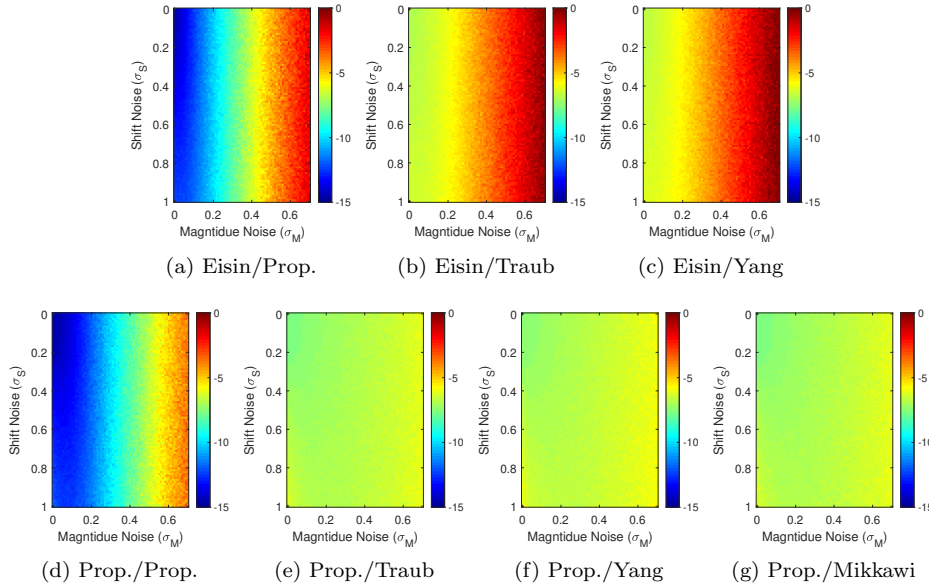 0
0.2
0.4
0.6
0.8
1
Shift Noise (σS)
0 0.2 0.4 0.6
Magntidue Noise (σM)
0
-5
-10
-15
(a) Eisin/Prop.
0
0.2
0.4
0.6
0.8
1
Shift Noise (σS)
0 0.2 0.4 0.6
Magntidue Noise (σM)
0
-5
-10
-15
(b) Eisin/Traub
0
0.2
0.4
0.6
0.8
1
Shift Noise (σS)
0 0.2 0.4 0.6
Magntidue Noise (σM)
0
-5
-10
-15
(c) Eisin/Yang
0
0.2
0.4
0.6
0.8
1
Shift Noise (σS)
0 0.2 0.4 0.6
Magntidue Noise (σM)
0
-5
-10
-15
(d) Prop./Prop.
0
0.2
0.4
0.6
0.8
1
Shift Noise (σS)
0 0.2 0.4 0.6
Magntidue Noise (σM)
0
-5
-10
-15
(e) Prop./Traub
0
0.2
0.4
0.6
0.8
1
Shift Noise (σS)
0 0.2 0.4 0.6
Magntidue Noise (σM)
0
-5
-10
-15
(f) Prop./Yang
0
0.2
0.4
0.6
0.8
1
Shift Noise (σS)
0 0.2 0.4 0.6
Magntidue Noise (σM)
0
-5
-10
-15
(g) Prop./Mikkawi